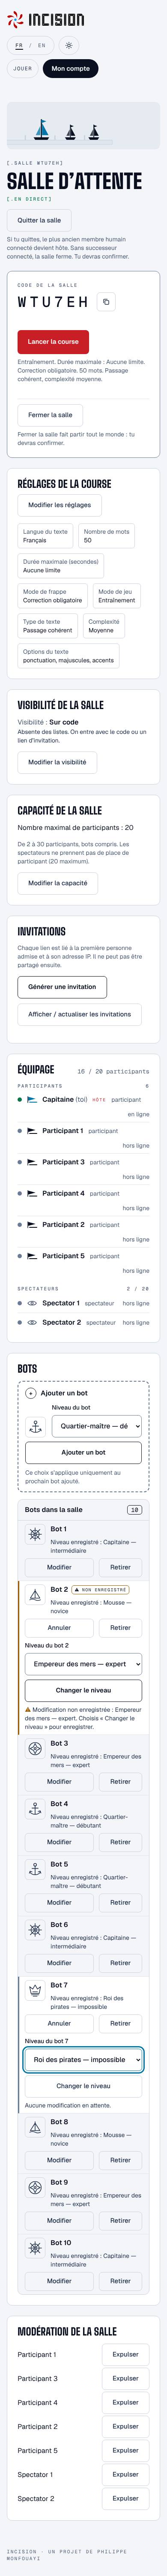 INCISION
FR / EN
JOUER
Mon compte
[.SALLE WTU7EH]
SALLE D'ATTENTE
[.EN DIRECT]
Quitter la salle
Si tu quittes, le plus ancien membre humain
connecté devient hôte. Sans successeur
connecté, la salle ferme. Tu devras confirmer.
CODE DE LA SALLE
WTU7EH
Lancer la course
Entraînement. Durée maximale : Aucune limite.
Correction obligatoire. 50 mots. Passage
cohérent, complexité moyenne.
Fermer la salle
Fermer la salle fait partir tout le monde : tu
devras confirmer.
RÉGLAGES DE LA COURSE
Modifier les réglages
Langue du texte
Français
Nombre de mots
50
Durée maximale (secondes)
Aucune limite
Mode de frappe
Correction obligatoire
Mode de jeu
Entraînement
Type de texte
Passage cohérent
Complexité
Moyenne
Options du texte
ponctuation, majuscules, accents
VISIBILITÉ DE LA SALLE
Visibilité : Sur code
Absente des listes. On entre avec le code ou un
lien d'invitation.
Modifier la visibilité
CAPACITÉ DE LA SALLE
Nombre maximal de participants : 20
De 2 à 30 participants, bots compris. Les
spectateurs ne prennent pas de place de
participant (20 maximum).
Modifier la capacité
INVITATIONS
Chaque lien est lié à la première personne
admise et à son adresse IP. Il ne peut pas être
partagé ensuite.
Générer une invitation
Afficher / actualiser les invitations
ÉQUIPAGE
16 / 20 participants
PARTICIPANTS 6
Capitaine (toi) HÔTE participant
en ligne
Participant 1 participant
hors ligne
Participant 3 participant
hors ligne
Participant 4 participant
hors ligne
Participant 2 participant
hors ligne
Participant 5 participant
hors ligne
SPECTATEURS 2 / 20
Spectator 1 spectateur hors ligne
Spectator 2 spectateur hors ligne
BOTS
Ajouter un bot
Niveau du bot
Quartier-maître — dé
Ajouter un bot
Ce choix s'applique uniquement au
prochain bot ajouté.
Bots dans la salle 10
Bot 1
Niveau enregistré : Capitaine —
intermédiaire
Modifier Retirer
Bot 2 NON ENREGISTRÉ
Niveau enregistré : Mousse —
novice
Annuler Retirer
Niveau du bot 2
Empereur des mers — expert
Changer le niveau
Modification non enregistrée : Empereur
des mers — expert. Choisis « Changer le
niveau » pour enregistrer.
Bot 3
Niveau enregistré : Empereur des
mers — expert
Modifier Retirer
Bot 4
Niveau enregistré : Quartier-
maître — débutant
Modifier Retirer
Bot 5
Niveau enregistré : Quartier-
maître — débutant
Modifier Retirer
Bot 6
Niveau enregistré : Capitaine —
intermédiaire
Modifier Retirer
Bot 7
Niveau enregistré : Roi des
pirates — impossible
Annuler Retirer
Niveau du bot 7
Roi des pirates — impossible
Changer le niveau
Aucune modification en attente.
Bot 8
Niveau enregistré : Mousse —
novice
Modifier Retirer
Bot 9
Niveau enregistré : Empereur des
mers — expert
Modifier Retirer
Bot 10
Niveau enregistré : Capitaine —
intermédiaire
Modifier Retirer
MODÉRATION DE LA SALLE
Participant 1 Expulser
Participant 3 Expulser
Participant 4 Expulser
Participant 2 Expulser
Participant 5 Expulser
Spectator 1 Expulser
Spectator 2 Expulser
INCISION · UN PROJET DE PHILIPPE
MONFOUAYI